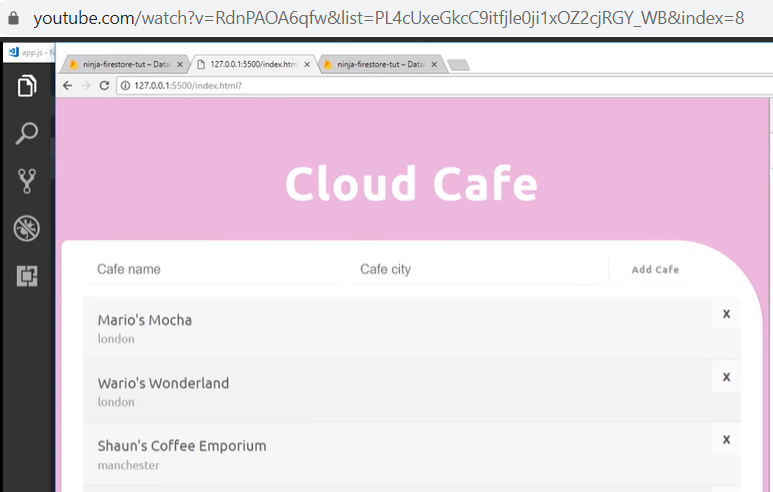 youtube.com/watch?v=RdnPAOA6qfw&list=PL4cUxeGkcC9itfjle0ji1xOZ2cjRGY_WB&index=8
app.js - fi
ninja-firestore-tut – Data
127.0.0.1:5500/index.htm
ninja-firestore-tut – Data
127.0.0.1:5500/index.html?
Cloud Cafe
Cafe name
Cafe city
Add Cafe
Mario's Mocha
x
london
Wario's Wonderland
x
london
Shaun's Coffee Emporium
x
manchester